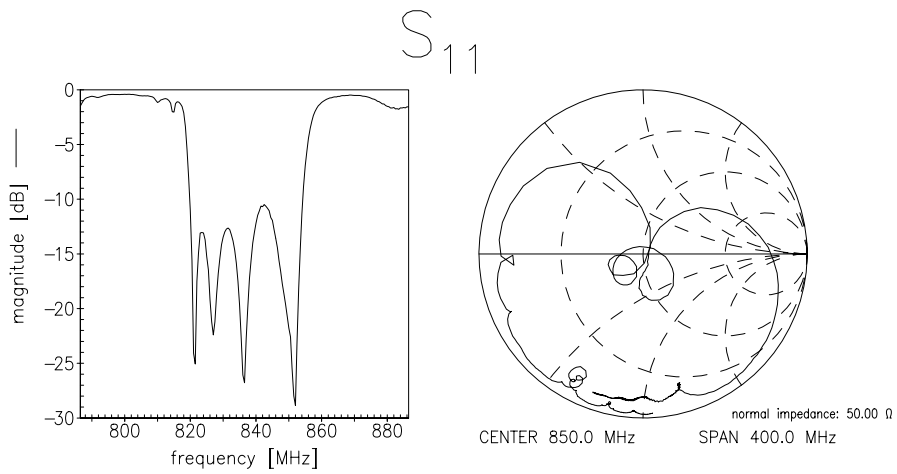 S11
0
−5
−10
−15
−20
−25
−30
magnitude [dB]
800 820 840 860 880
frequency [MHz]
normal impedance: 50.00 Ω
CENTER 850.0 MHz SPAN 400.0 MHz